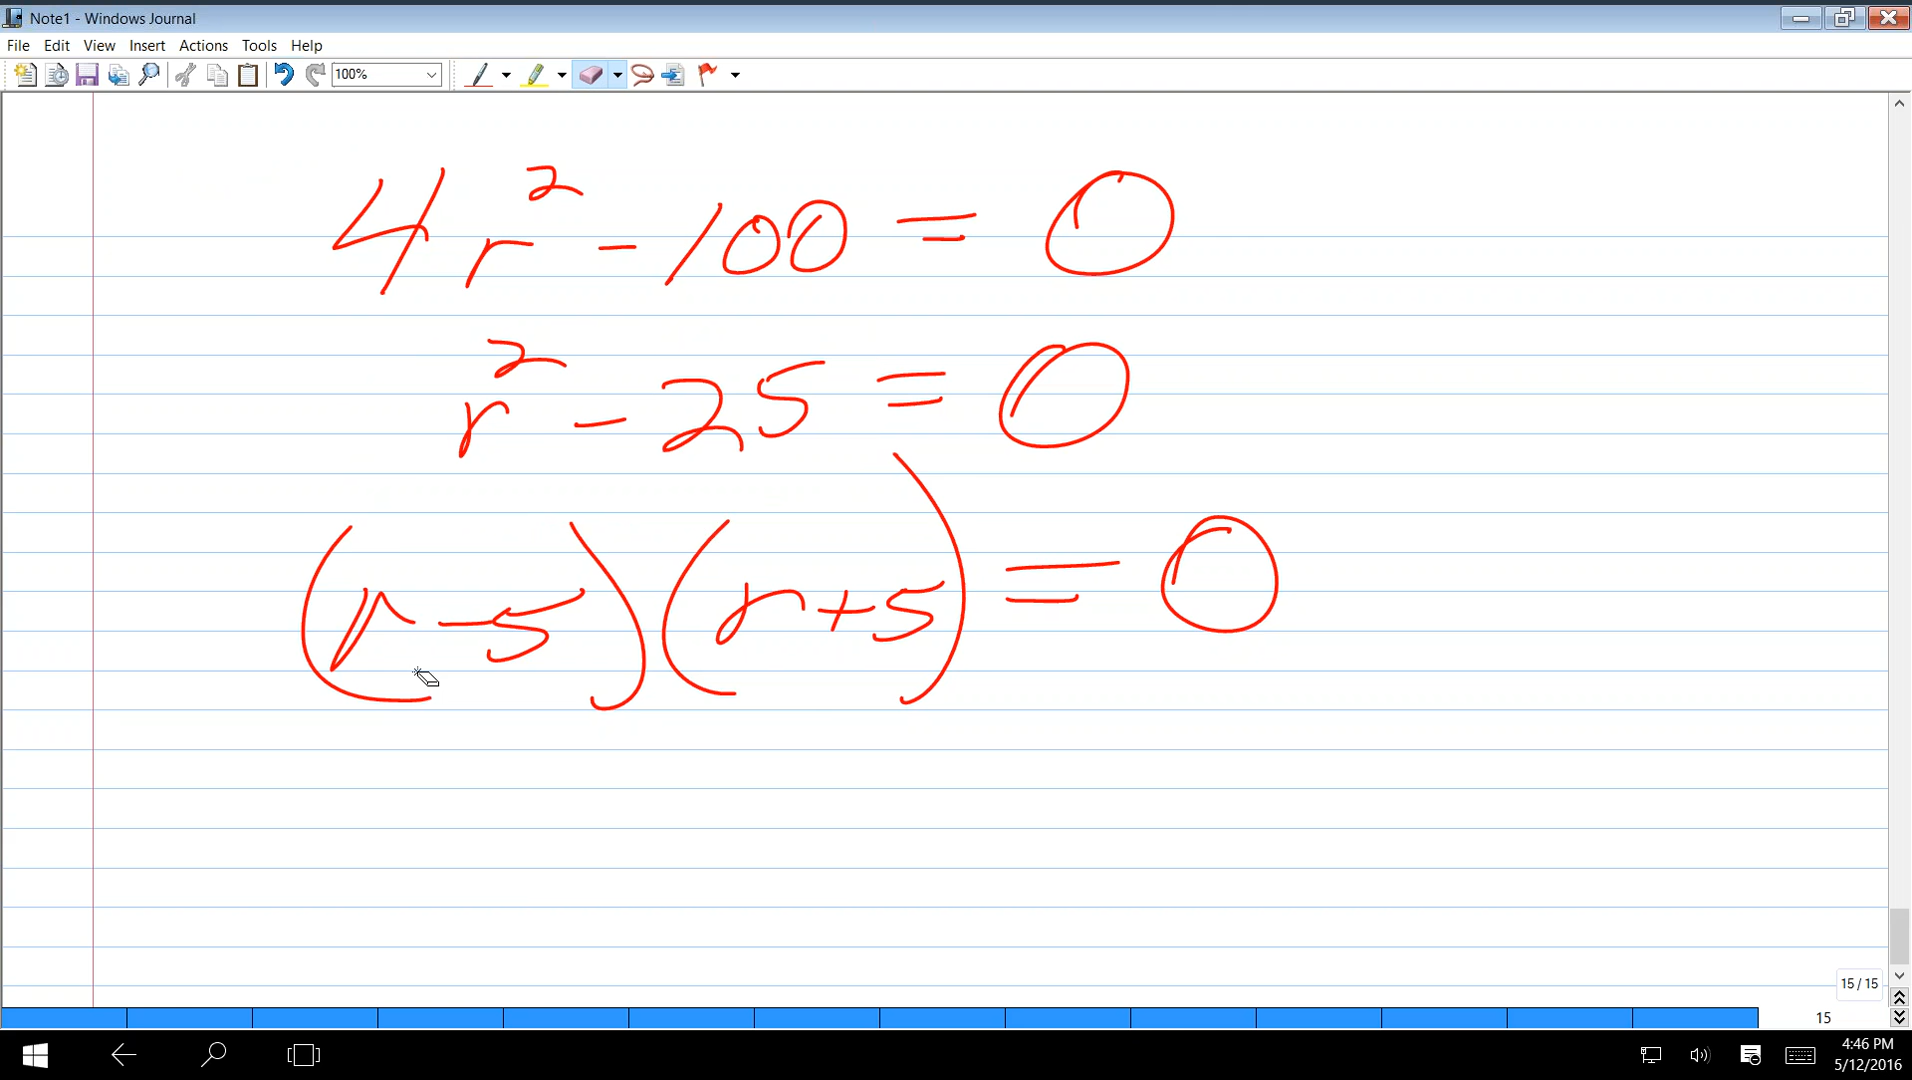 Note1 - Windows Journal
File Edit View Insert Actions Tools Help
100%
4r² - 100 = 0
r² - 25 = 0
(r - 5)(r + 5) = 0
15 / 15
15
4:46 PM
5/12/2016